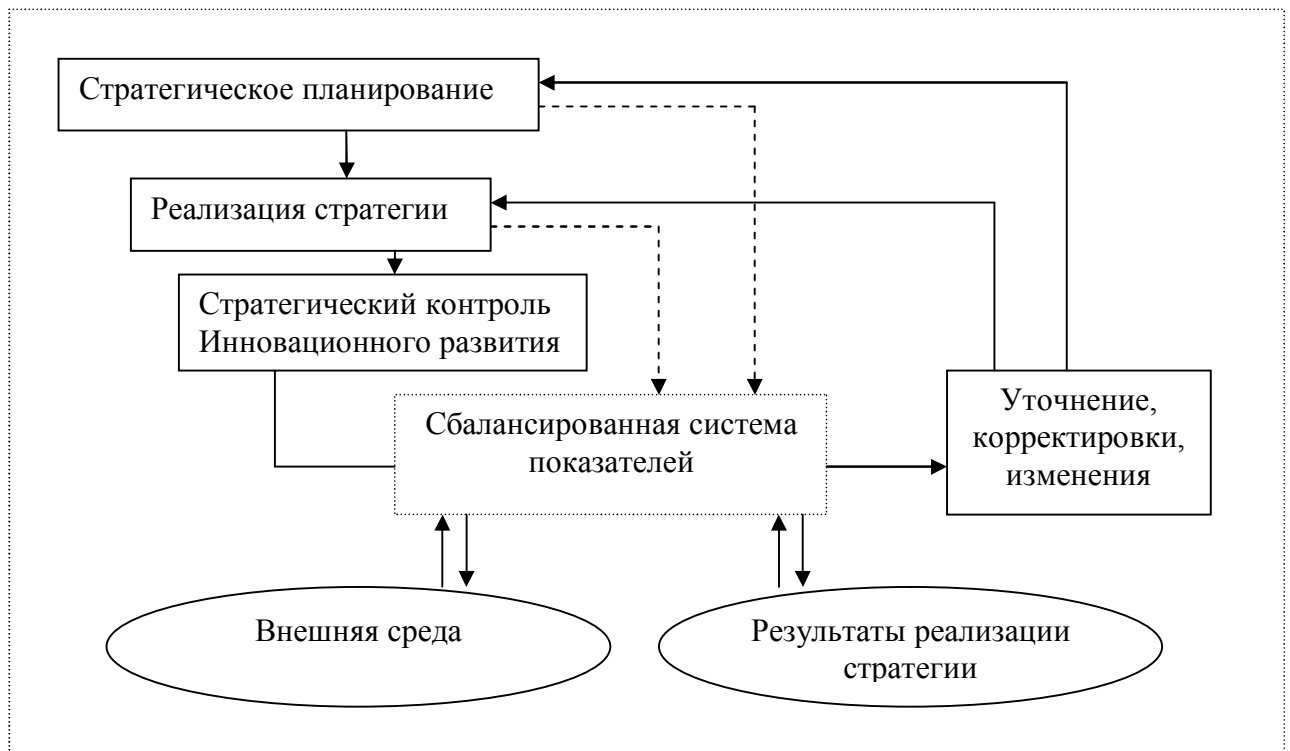 Стратегическое планирование
Реализация стратегии
Стратегический контроль
Инновационного развития
Сбалансированная система
показателей
Уточнение,
корректировки,
изменения
Внешняя среда
Результаты реализации
стратегии